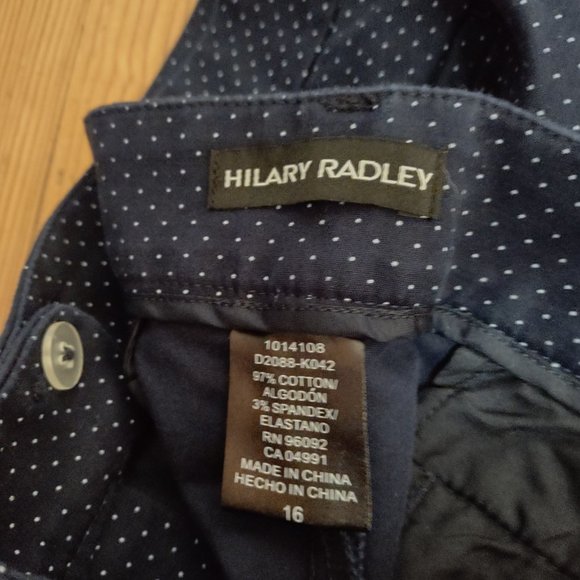 HILARY RADLEY
1014108
D2088-K042
97% COTTON/
ALGODÓN
3% SPANDEX/
ELASTANO
RN 96092
CA 04991
MADE IN CHINA
HECHO IN CHINA
16